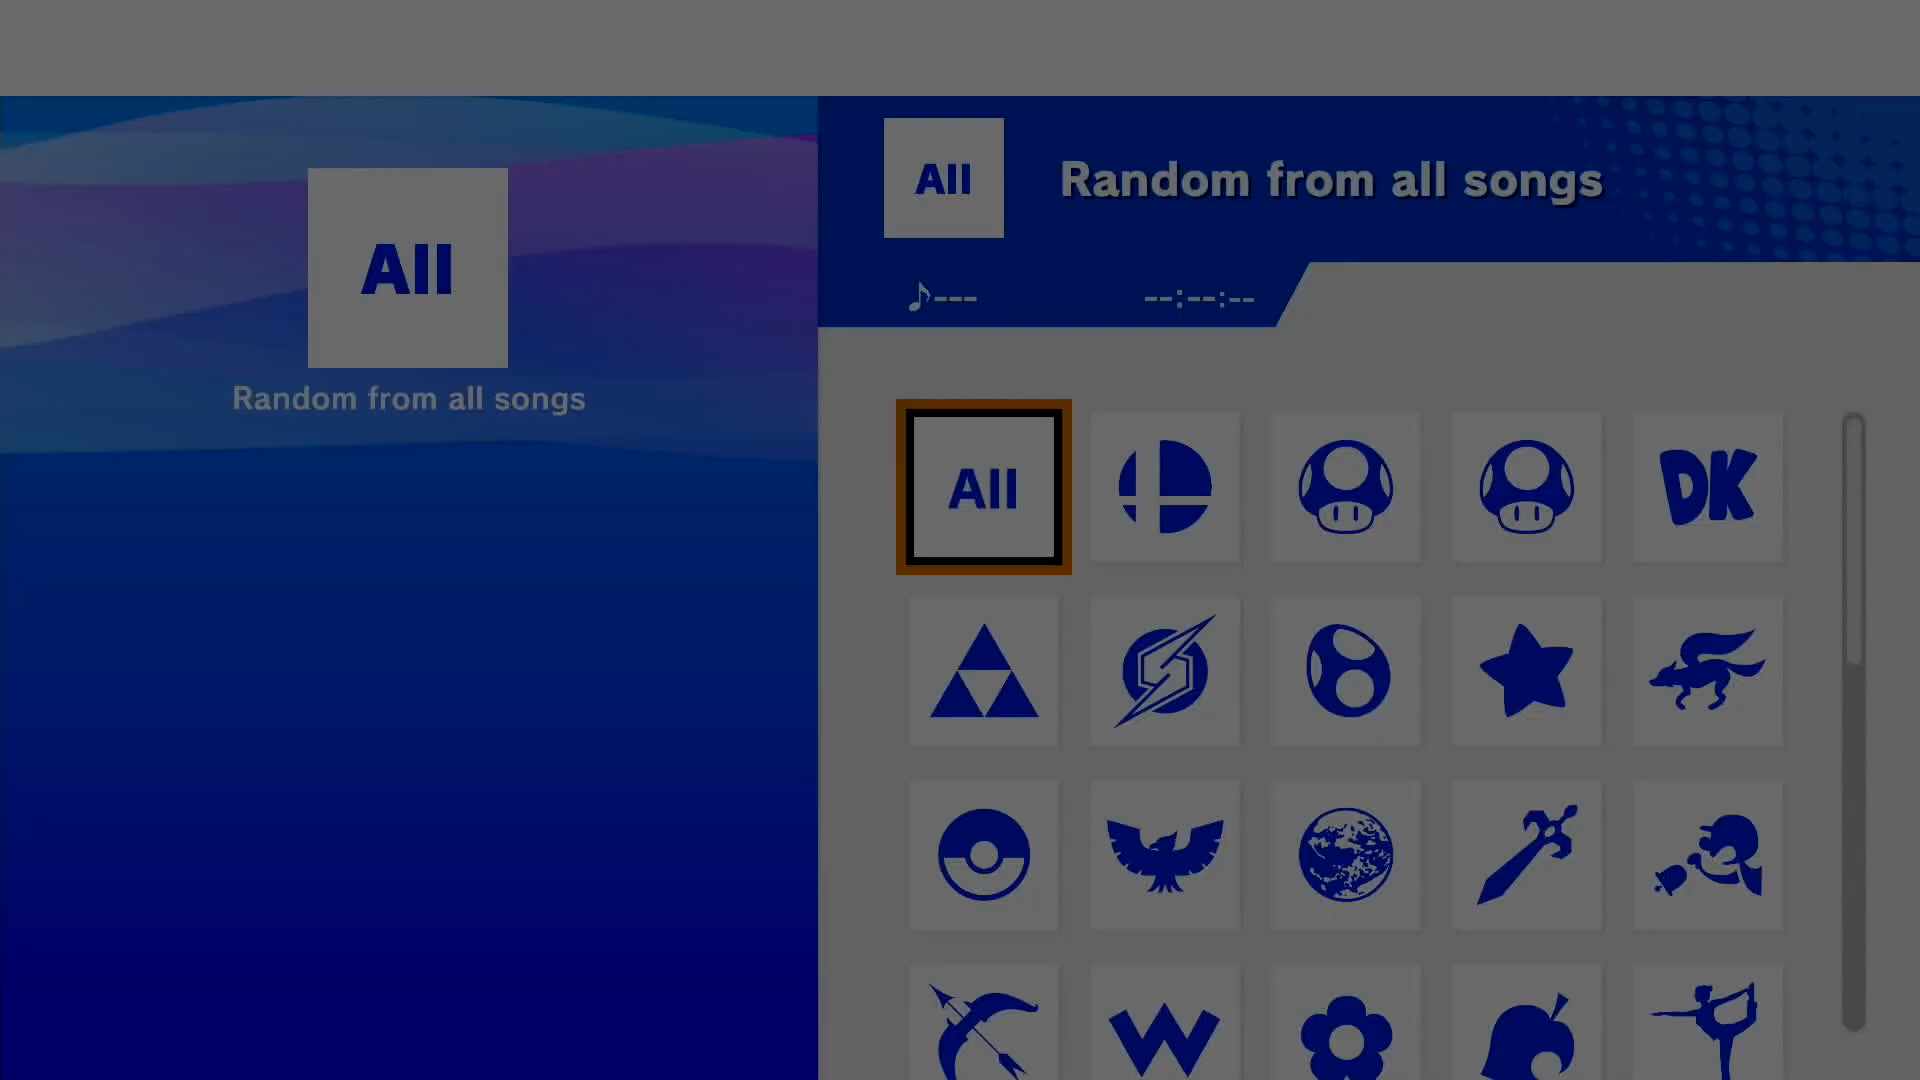 All
Random from all songs
All
Random from all songs
♪--- --:--:--
All
DK